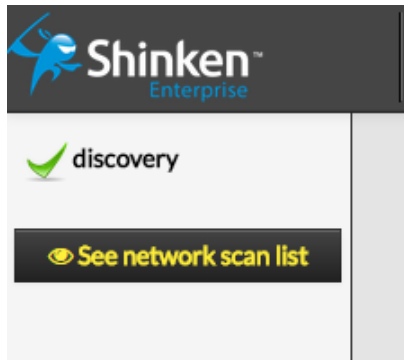 Shinken™
Enterprise
discovery
See network scan list